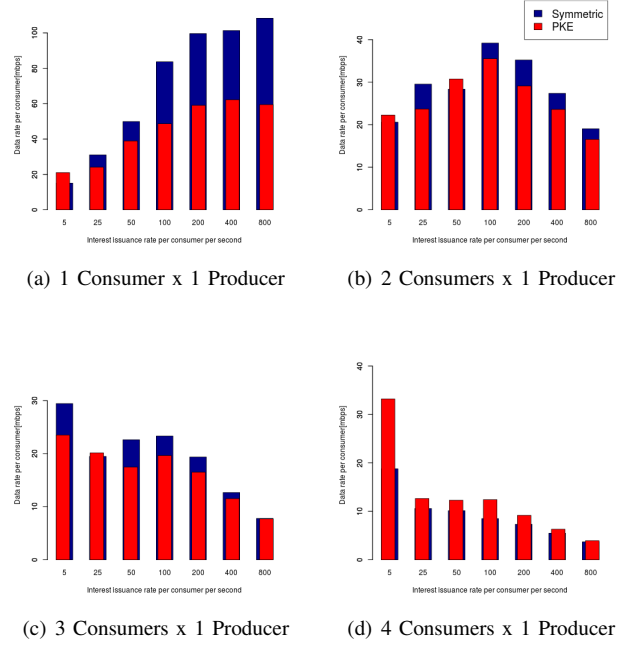 Symmetric
PKE
Data rate per consumer[mbps]
100
80
60
40
20
0
5 25 50 100 200 400 800
Interest issuance rate per consumer per second
(a) 1 Consumer x 1 Producer
Data rate per consumer[mbps]
40
30
20
10
0
5 25 50 100 200 400 800
Interest issuance rate per consumer per second
(b) 2 Consumers x 1 Producer
Data rate per consumer[mbps]
30
20
10
0
5 25 50 100 200 400 800
Interest issuance rate per consumer per second
(c) 3 Consumers x 1 Producer
Data rate per consumer[mbps]
40
30
20
10
0
5 25 50 100 200 400 800
Interest issuance rate per consumer per second
(d) 4 Consumers x 1 Producer